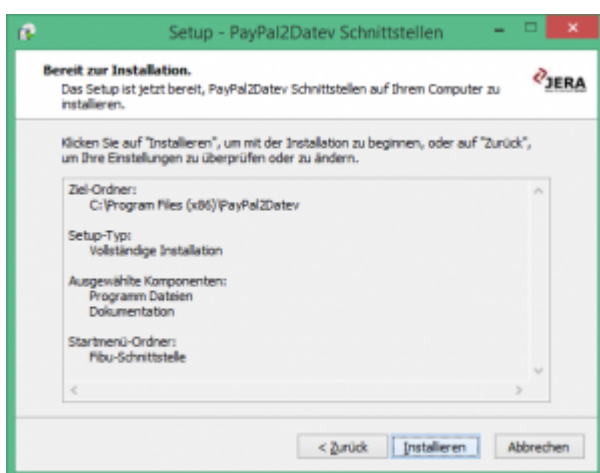 Setup - PayPal2Datev Schnittstellen
Bereit zur Installation.
Das Setup ist jetzt bereit, PayPal2Datev Schnittstellen auf Ihrem Computer zu
installieren.
JERA
Klicken Sie auf "Installieren", um mit der Installation zu beginnen, oder auf "Zurück",
um Ihre Einstellungen zu überprüfen oder zu ändern.
Ziel-Ordner:
C:\Program Files (x86)\PayPal2Datev
Setup-Typ:
Vollständige Installation
Ausgewählte Komponenten:
Programm Dateien
Dokumentation
Startmenü-Ordner:
Fibu-Schnittstelle
< Zurück Installieren Abbrechen